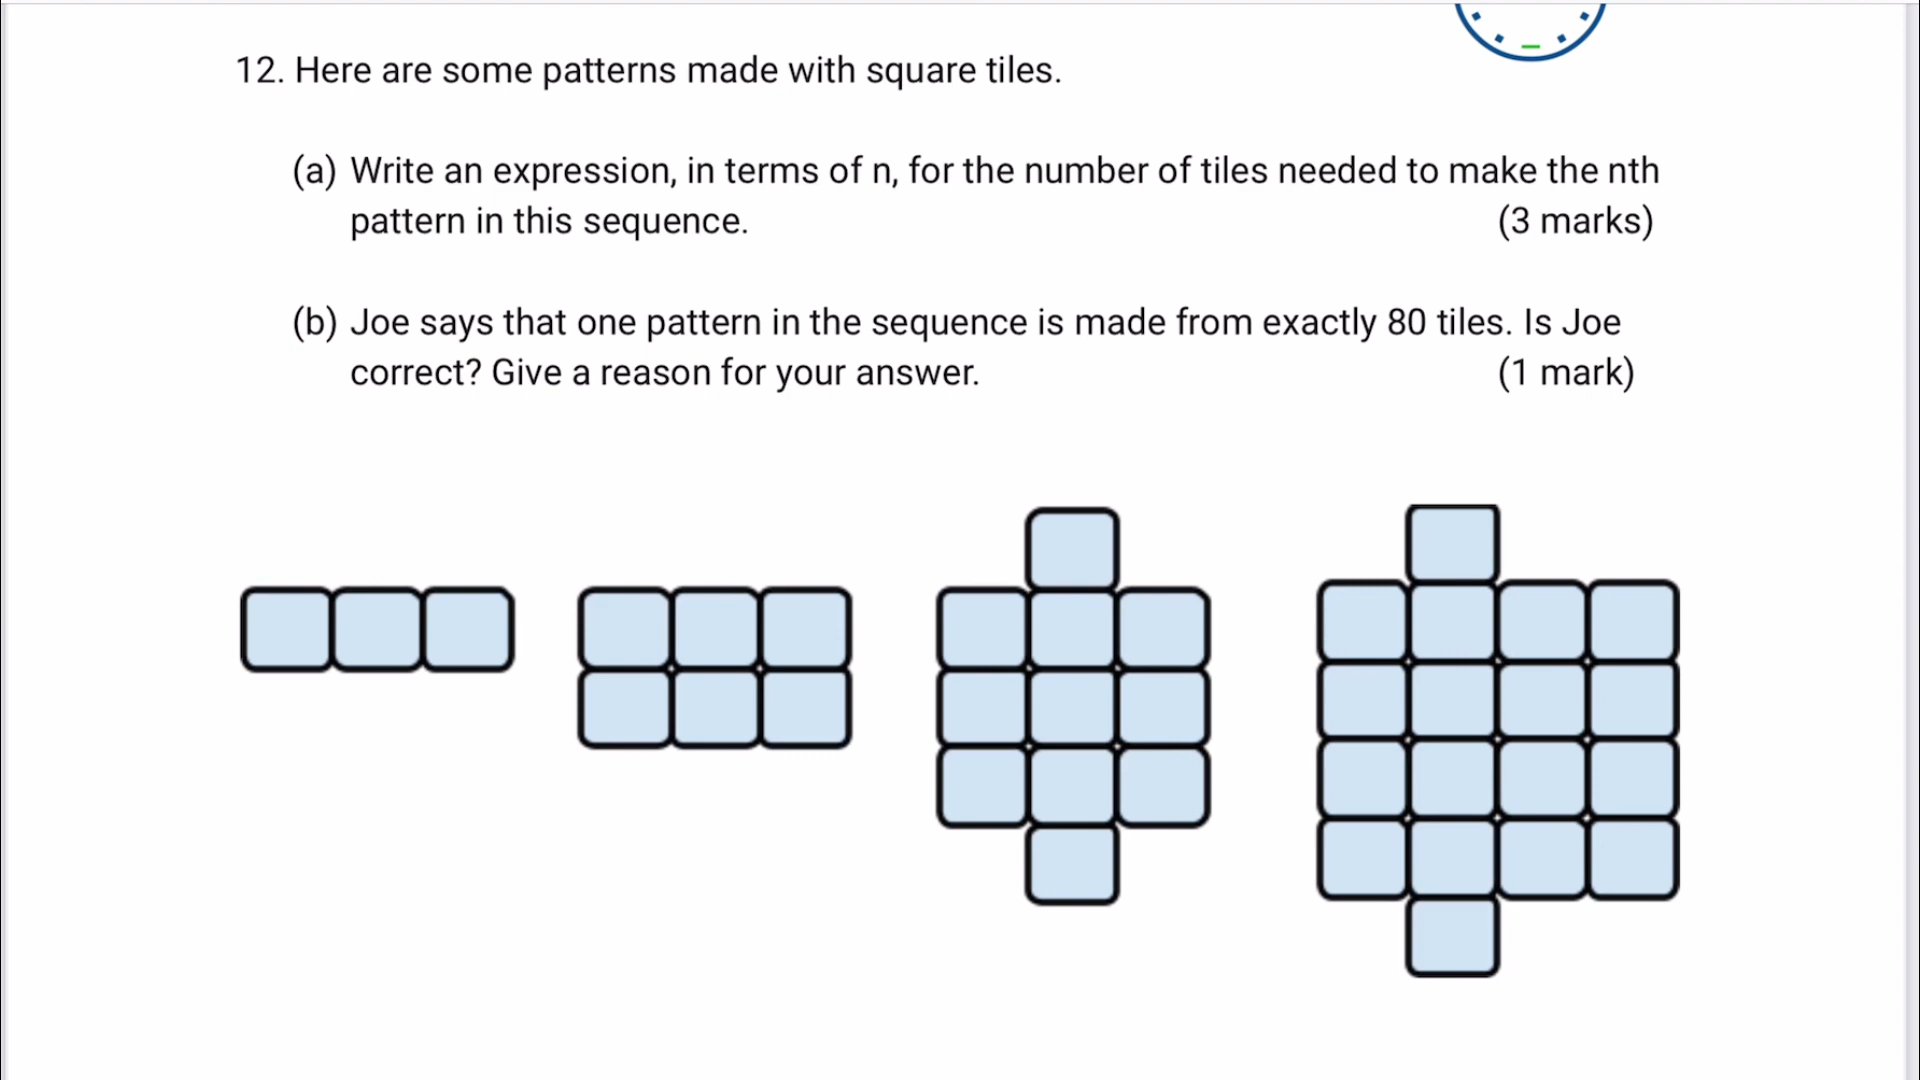 12. Here are some patterns made with square tiles.
(a) Write an expression, in terms of n, for the number of tiles needed to make the nth
pattern in this sequence. (3 marks)
(b) Joe says that one pattern in the sequence is made from exactly 80 tiles. Is Joe
correct? Give a reason for your answer. (1 mark)